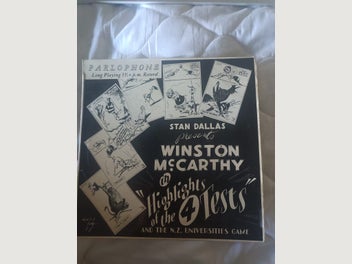 PARLOPHONE
Long Playing 33⅓ r.p.m. Record
STAN DALLAS
presents
WINSTON
McCARTHY
in
"Highlights
of the 4 Tests"
AND THE N.Z. UNIVERSITIES GAME